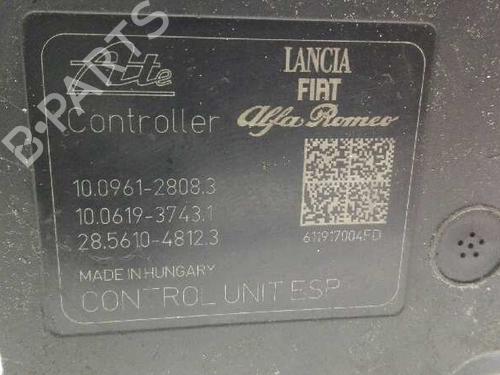 Ate
LANCIA
FIAT
Alfa Romeo
Controller
10.0961-2808.3
10.0619-3743.1
28.5610-4812.3
611917004FD
MADE IN HUNGARY
CONTROL UNIT ESP
B-PARTS